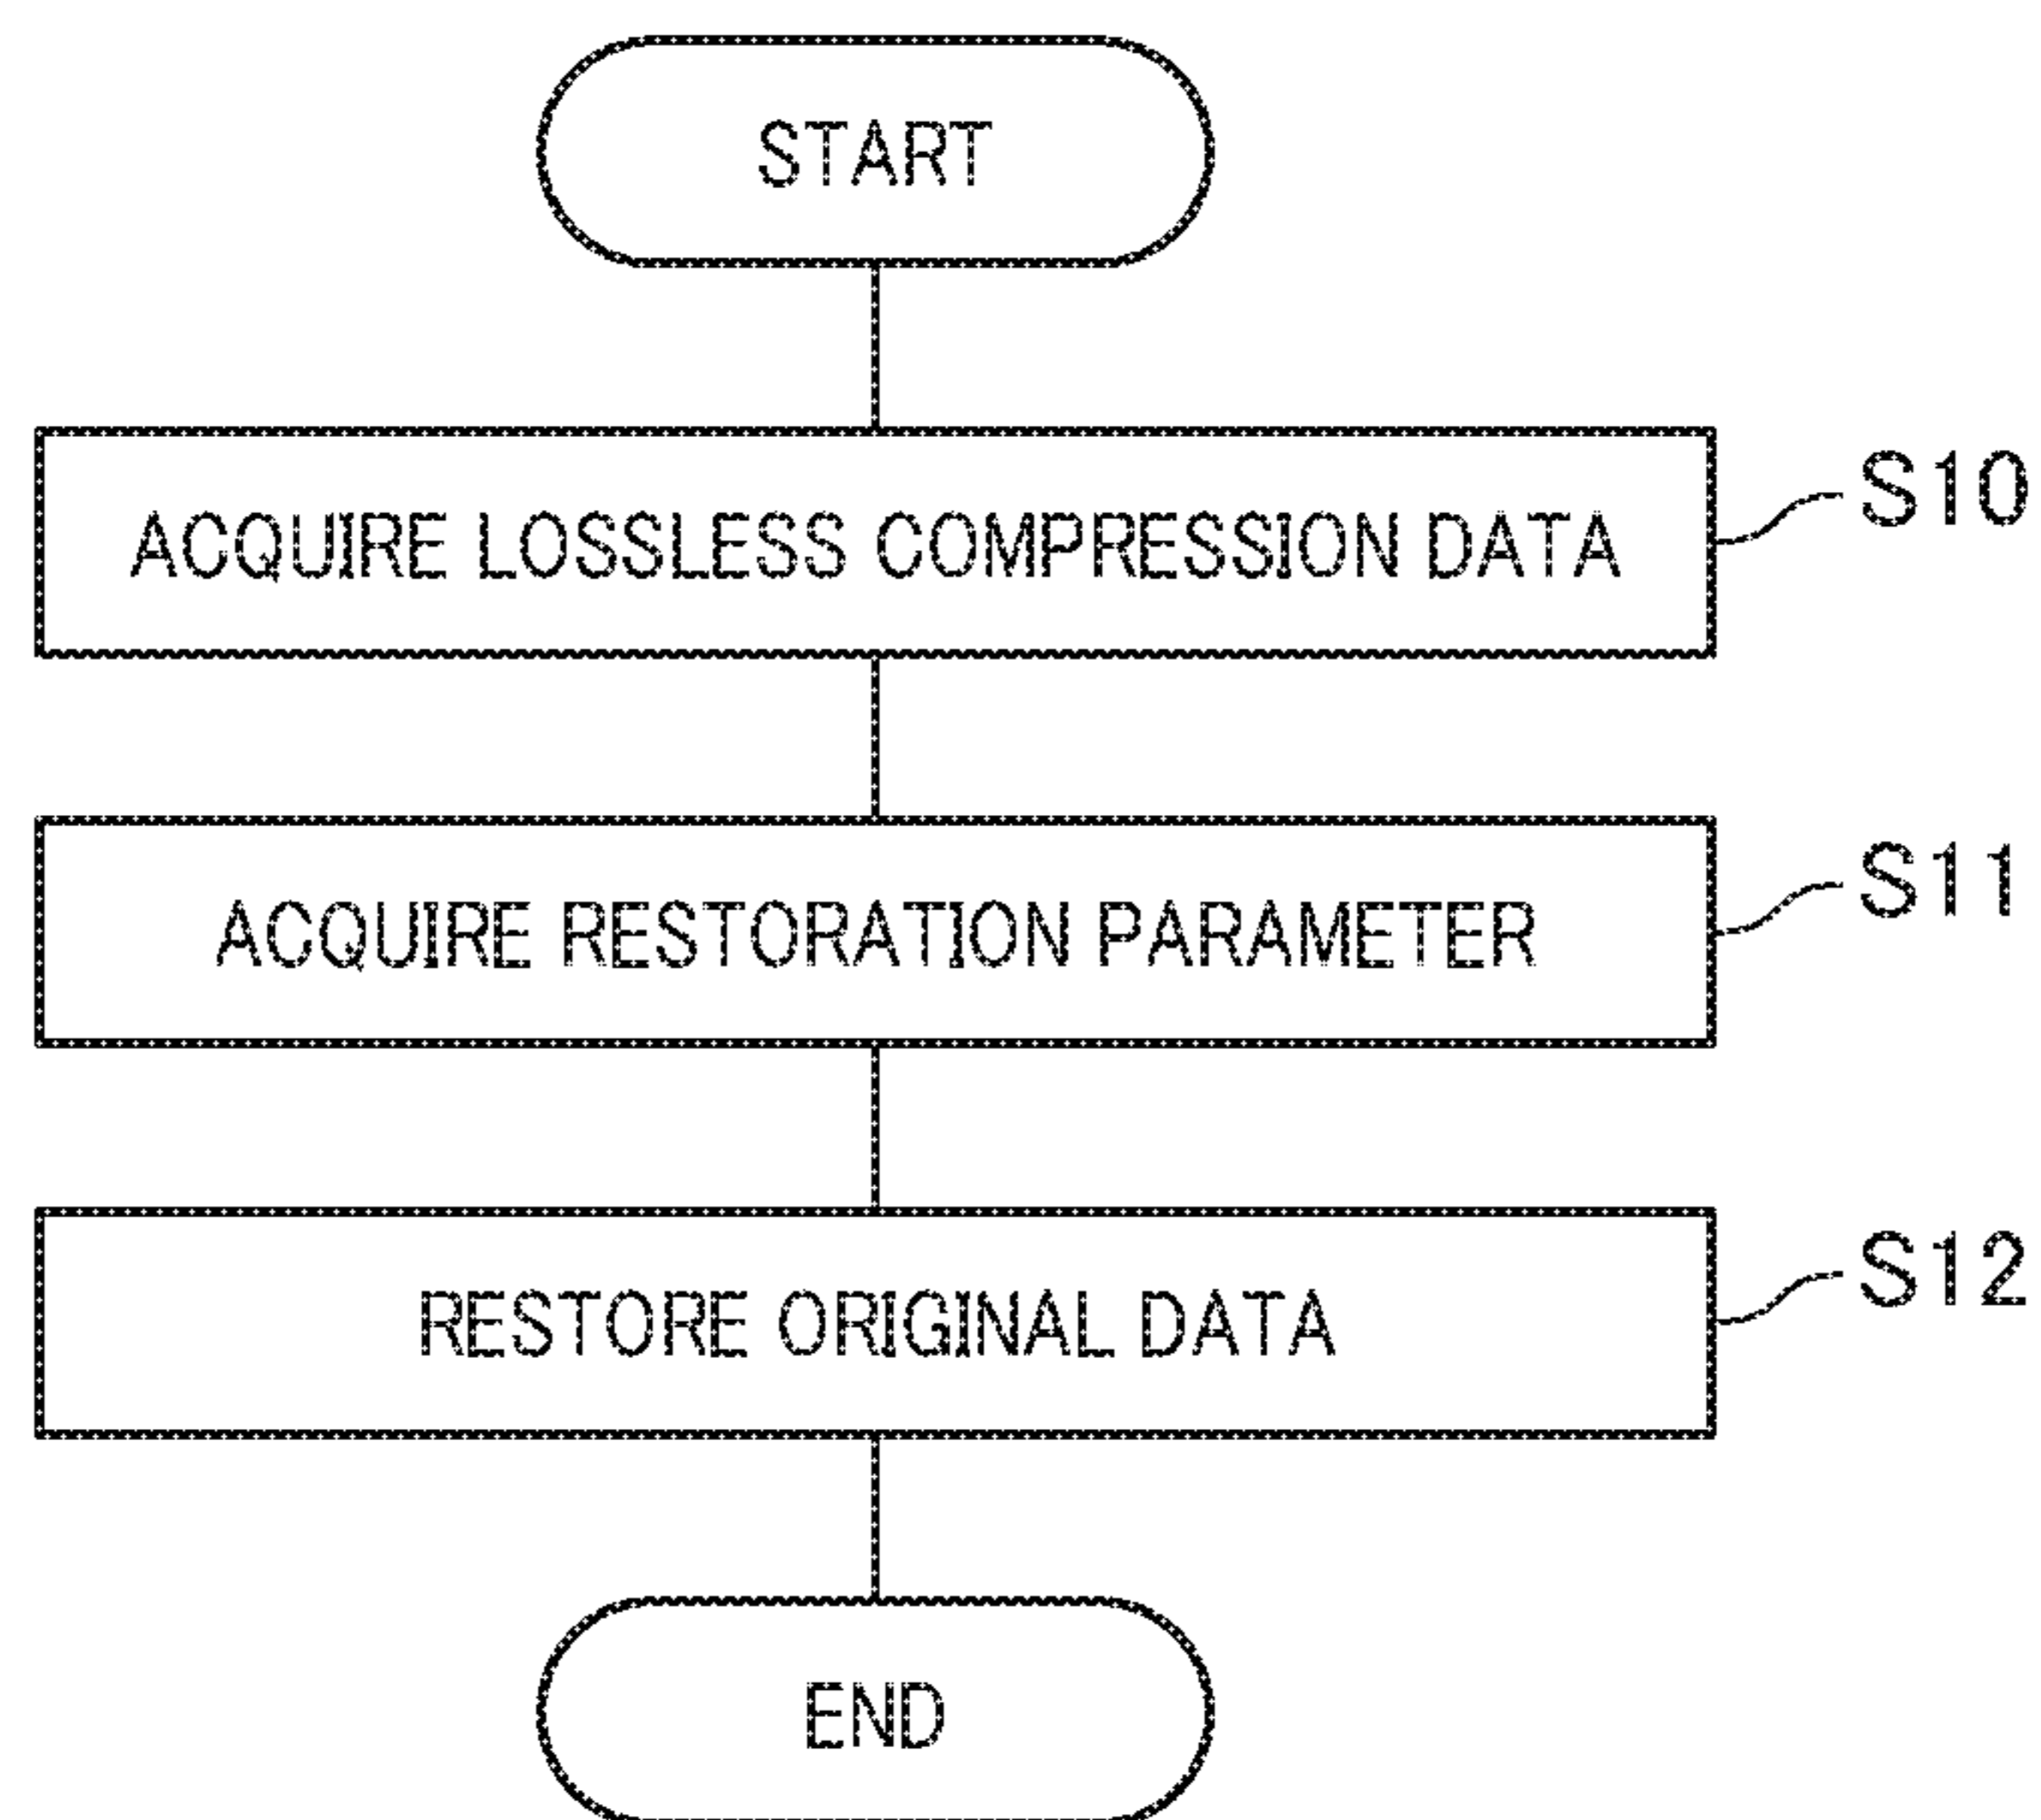 START
ACQUIRE LOSSLESS COMPRESSION DATA
S10
ACQUIRE RESTORATION PARAMETER
S11
RESTORE ORIGINAL DATA
S12
END